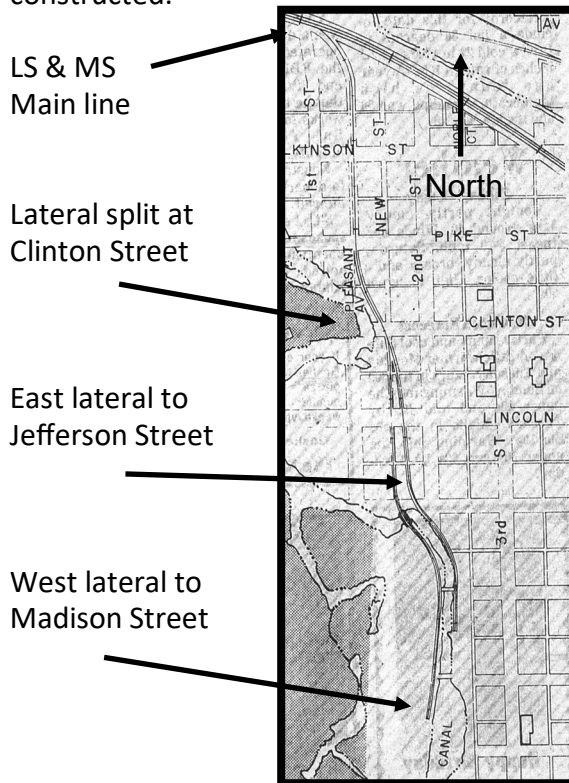 constructed.
LS & MS
Main line
Lateral split at
Clinton Street
East lateral to
Jefferson Street
West lateral to
Madison Street
AV
ST
ST
LKINSON ST
1st
CT
ST
North
NEW
PIKE ST
2nd
PLEASANT
AV
CLINTON ST
LINCOLN
ST
3rd
CANAL